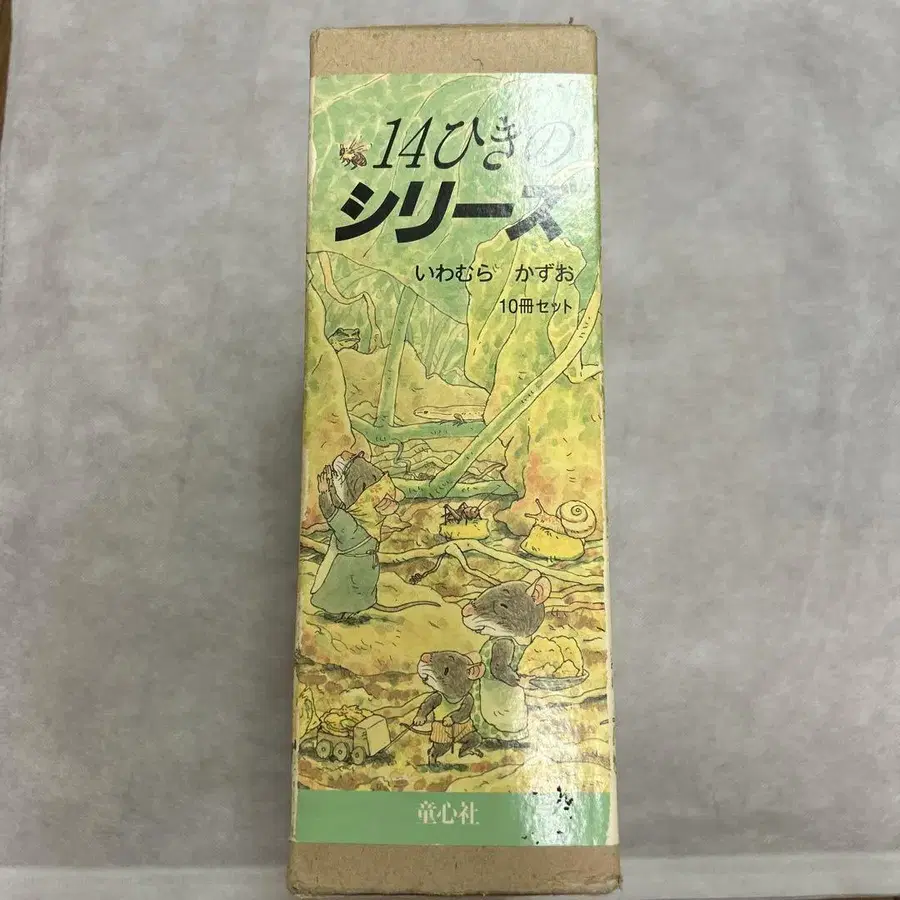 14ひきの
シリーズ
いわむら かずお
10冊セット
童心社